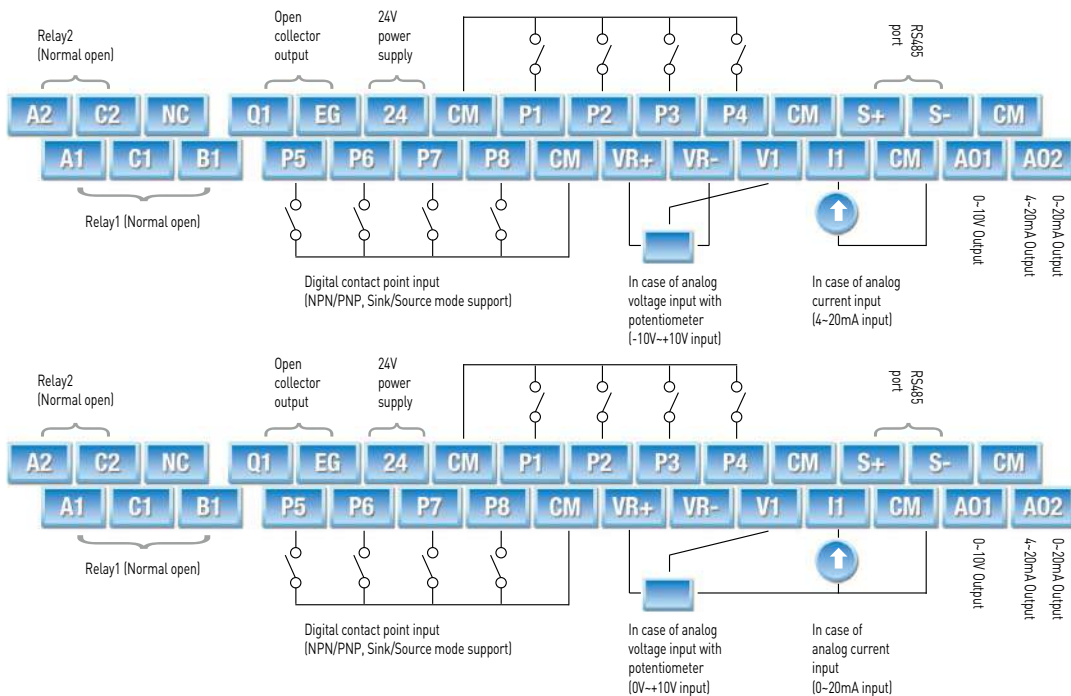 Relay2
(Normal open)
Open
collector
output
24V
power
supply
RS485
port
A2 C2 NC Q1 EG 24 CM P1 P2 P3 P4 CM S+ S- CM
A1 C1 B1 P5 P6 P7 P8 CM VR+ VR- V1 I1 CM AO1 AO2
Relay1 (Normal open)
Digital contact point input
(NPN/PNP, Sink/Source mode support)
In case of analog
voltage input with
potentiometer
(-10V~+10V input)
In case of analog
current input
(4~20mA input)
0~10V Output
4~20mA Output
0~20mA Output
Relay2
(Normal open)
Open
collector
output
24V
power
supply
RS485
port
A2 C2 NC Q1 EG 24 CM P1 P2 P3 P4 CM S+ S- CM
A1 C1 B1 P5 P6 P7 P8 CM VR+ VR- V1 I1 CM AO1 AO2
Relay1 (Normal open)
Digital contact point input
(NPN/PNP, Sink/Source mode support)
In case of analog
voltage input with
potentiometer
(0V~+10V input)
In case of
analog current
input
(0~20mA input)
0~10V Output
4~20mA Output
0~20mA Output